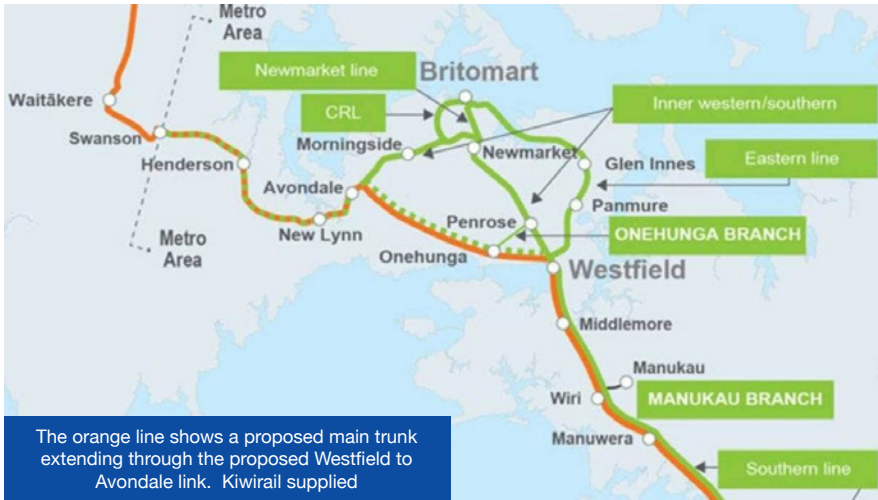 Metro
Area
Newmarket line
Britomart
Waitākere
CRL
Inner western/southern
Swanson
Morningside
Newmarket
Henderson
Glen Innes
Eastern line
Avondale
Panmure
New Lynn
Penrose
ONEHUNGA BRANCH
Metro
Area
Onehunga
Westfield
Middlemore
Manukau
Wiri
MANUKAU BRANCH
Manuwera
The orange line shows a proposed main trunk
extending through the proposed Westfield to
Avondale link. Kiwirail supplied
Southern line